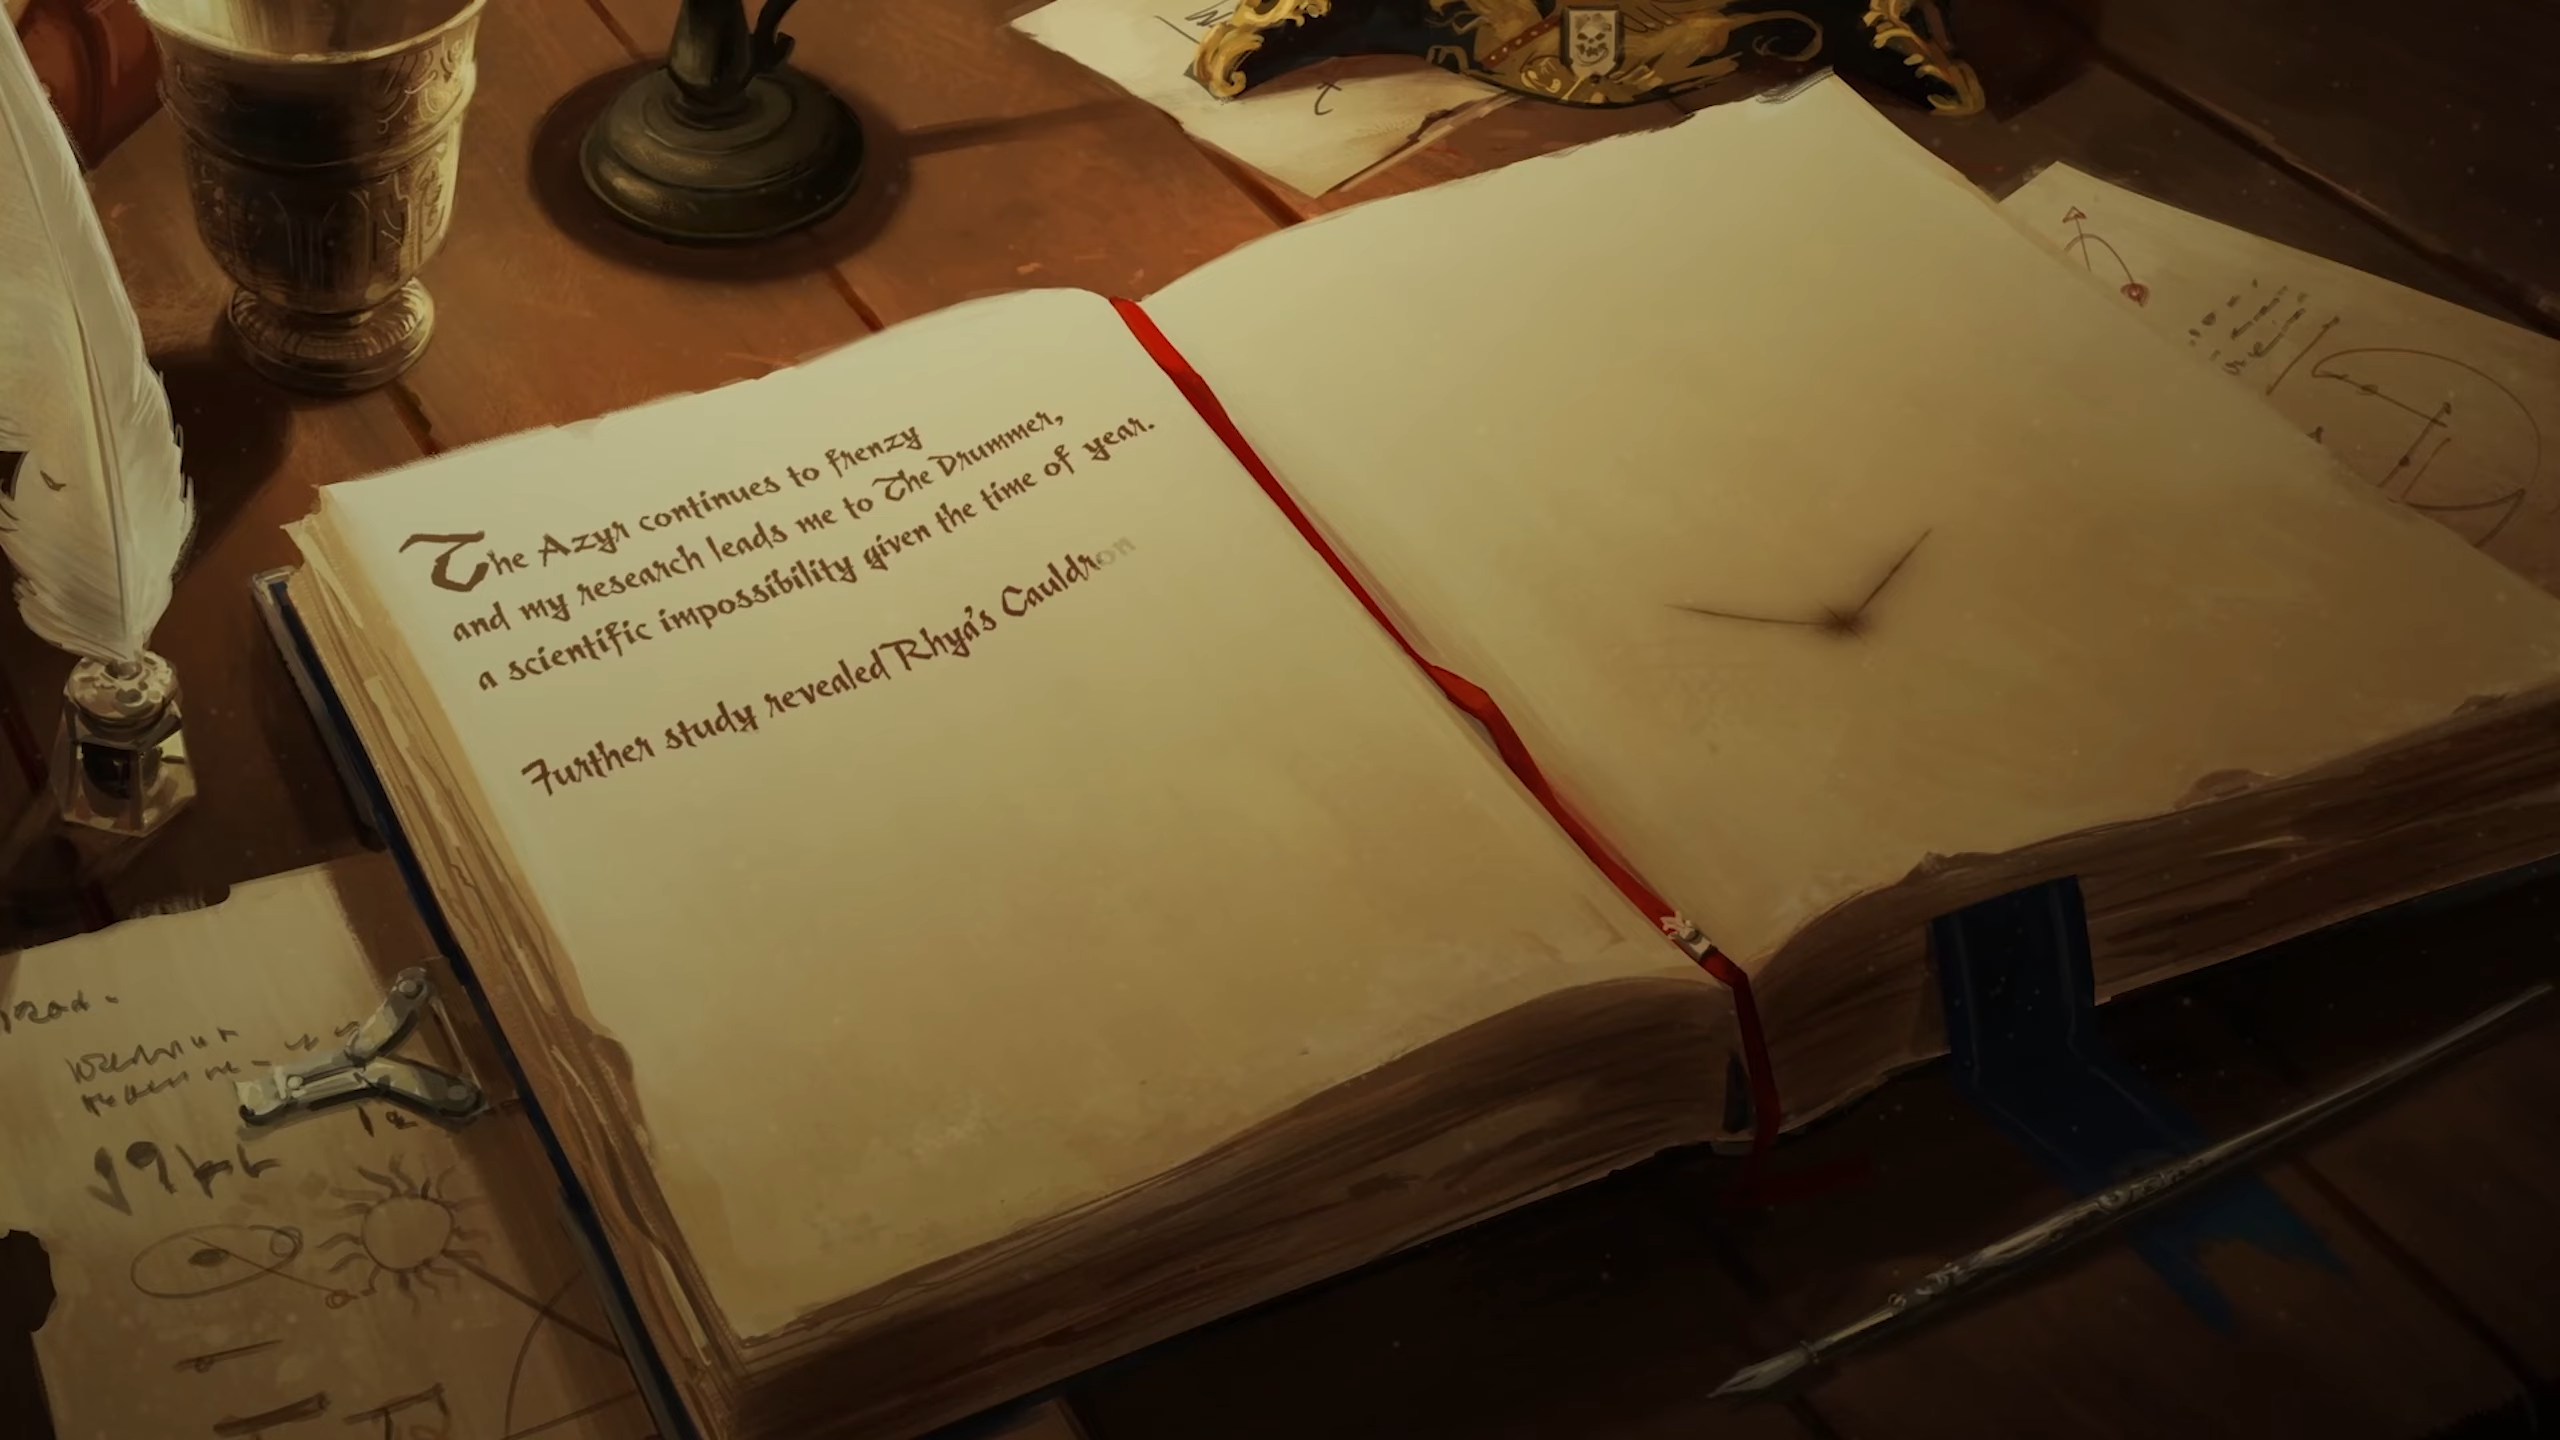 The Azyr continues to frenzy
and my research leads me to The Drummer,
a scientific impossibility given the time of year.
Further study revealed Rhya's Cauldron